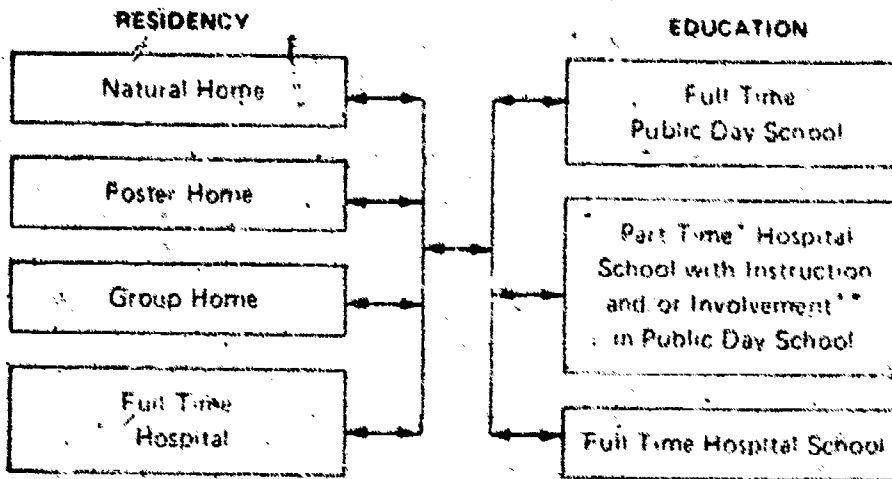 RESIDENCY
Natural Home
Foster Home
Group Home
Full Time
Hospital
EDUCATION
Full Time
Public Day School
Part Time* Hospital
School with Instruction
and/or Involvement**
in Public Day School
Full Time Hospital School